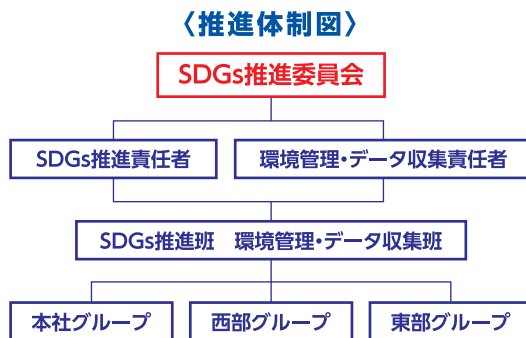 〈推進体制図〉
SDGs推進委員会
SDGs推進責任者　環境管理・データ収集責任者
SDGs推進班　環境管理・データ収集班
本社グループ　西部グループ　東部グループ